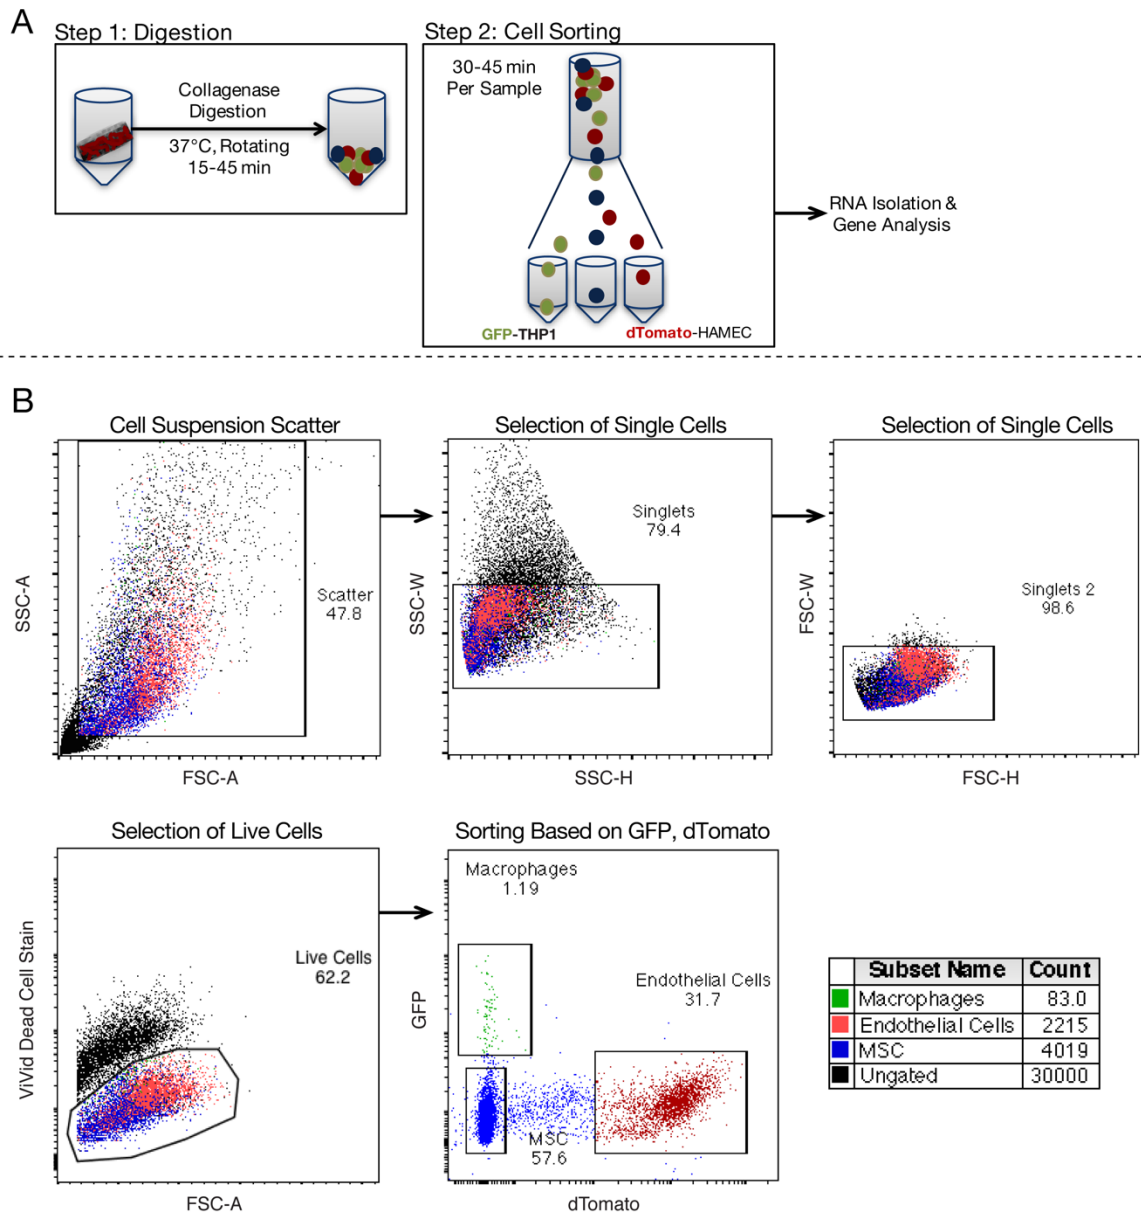 A
Step 1: Digestion
Collagenase
Digestion
37°C, Rotating
15-45 min
Step 2: Cell Sorting
30-45 min
Per Sample
GFP-THP1
dTomato-HAMEC
RNA Isolation &
Gene Analysis
B
Cell Suspension Scatter
SSC-A
Scatter
47.8
FSC-A
Selection of Single Cells
SSC-W
Singlets
79.4
SSC-H
Selection of Single Cells
FSC-W
Singlets 2
98.6
FSC-H
Selection of Live Cells
ViVid Dead Cell Stain
Live Cells
62.2
FSC-A
Sorting Based on GFP, dTomato
GFP
Macrophages
1.19
Endothelial Cells
31.7
MSC
57.6
dTomato
Subset Name Count
Macrophages 83.0
Endothelial Cells 2215
MSC 4019
Ungated 30000